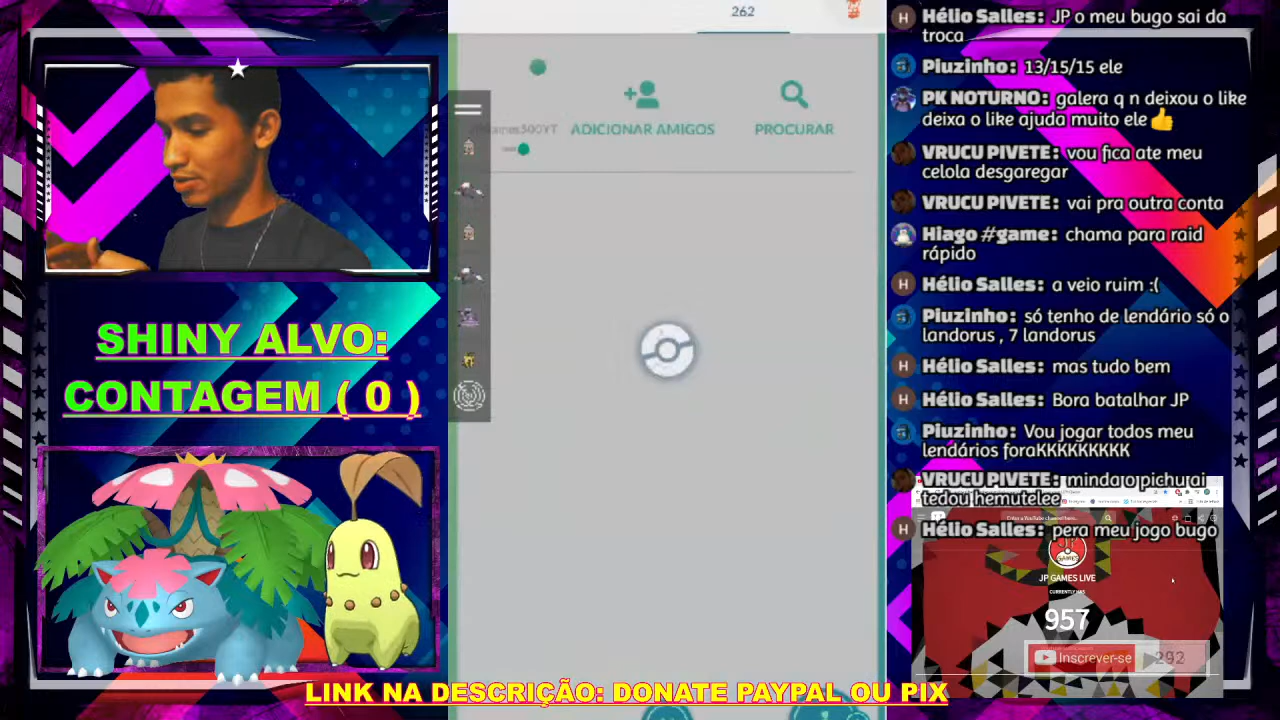 SHINY ALVO:
CONTAGEM ( 0 )
262
ADICIONAR AMIGOS
PROCURAR
Hélio Salles: JP o meu bugo sai da
troca
Piuzinho: 13/15/15 ele
PK NOTURNO: galera q n deixou o like
deixa o like ajuda muito ele👍
VRUCU PIVETE: vou fica ate meu
celola desgaregar
VRUCU PIVETE: vai pra outra conta
Hiago #game: chama para raid
rápido
Hélio Salles: a veio ruim :(
Piuzinho: só tenho de lendário só o
landorus , 7 landorus
Hélio Salles: mas tudo bem
Hélio Salles: Bora batalhar JP
Piuzinho: Vou jogar todos meu
lendários foraKKKKKKKKK
VRUCU PIVETE: mindajo pichurai
tedou hemutelee
Hélio Salles: pera meu jogo bugo
JP GAMES LIVE
CURRENTLY HAS
957
Inscrever-se
292
LINK NA DESCRIÇÃO: DONATE PAYPAL OU PIX